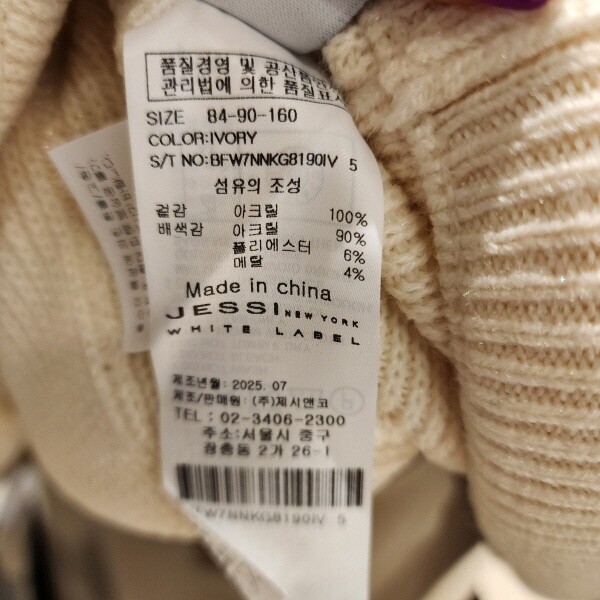 품질경영 및 공산품
관리법에 의한 품질표시
SIZE 84-90-160
COLOR:IVORY
S/T NO:BFW7NNKG8190IV 5
섬유의 조성
겉감 아크릴 100%
배색감 아크릴 90%
폴리에스터 6%
메탈 4%
Made in china
JESSI NEW YORK
WHITE LABEL
제조년월: 2025. 07
제조/판매원: (주)제시앤코
TEL: 02-3406-2300
주소:서울시 중구
장충동 2가 26-1
BFW7NNKG8190IV 5